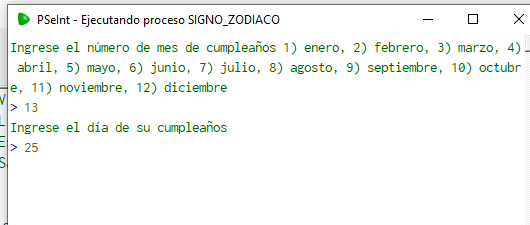 PSeInt - Ejecutando proceso SIGNO_ZODIACO
Ingrese el número de mes de cumpleaños 1) enero, 2) febrero, 3) marzo, 4)
abril, 5) mayo, 6) junio, 7) julio, 8) agosto, 9) septiembre, 10) octubr
e, 11) noviembre, 12) diciembre
> 13
Ingrese el día de su cumpleaños
> 25